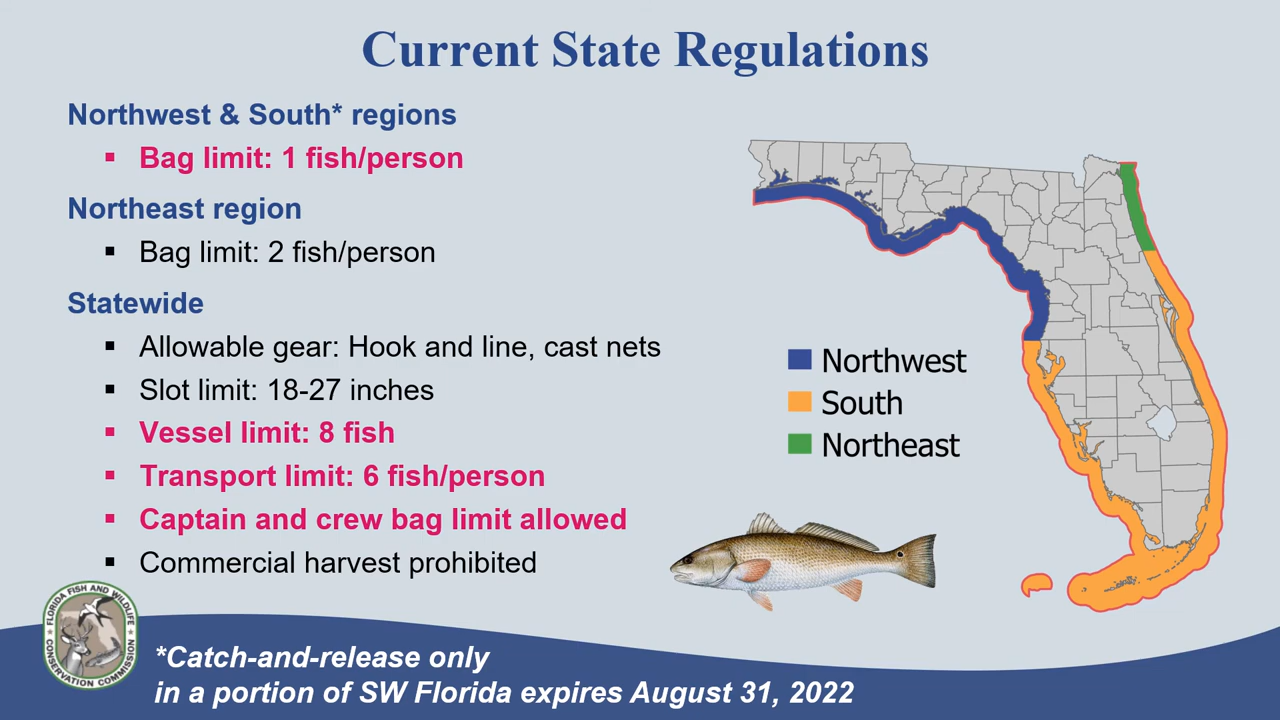 Current State Regulations
Northwest & South* regions
▪ Bag limit: 1 fish/person
Northeast region
▪ Bag limit: 2 fish/person
Statewide
▪ Allowable gear: Hook and line, cast nets
▪ Slot limit: 18-27 inches
▪ Vessel limit: 8 fish
▪ Transport limit: 6 fish/person
▪ Captain and crew bag limit allowed
▪ Commercial harvest prohibited
Northwest
South
Northeast
FLORIDA FISH AND WILDLIFE
CONSERVATION COMMISSION
*Catch-and-release only
in a portion of SW Florida expires August 31, 2022